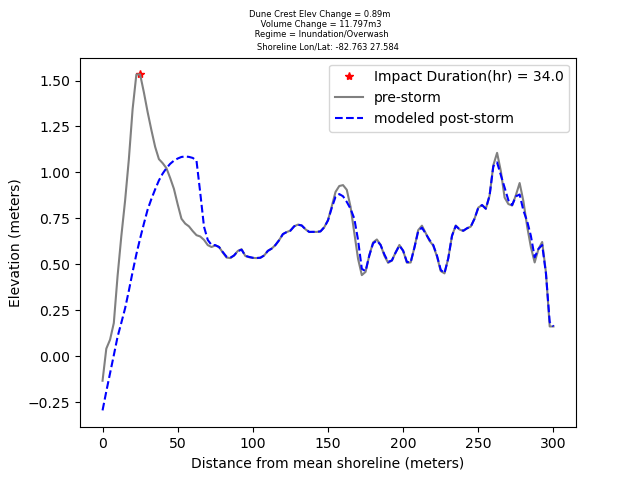 Dune Crest Elev Change = 0.89m
Volume Change = 11.797m3
Regime = Inundation/Overwash
Shoreline Lon/Lat: -82.763 27.584
Impact Duration(hr) = 34.0
pre-storm
modeled post-storm
Elevation (meters)
1.50
1.25
1.00
0.75
0.50
0.25
0.00
−0.25
0
50
100
150
200
250
300
Distance from mean shoreline (meters)